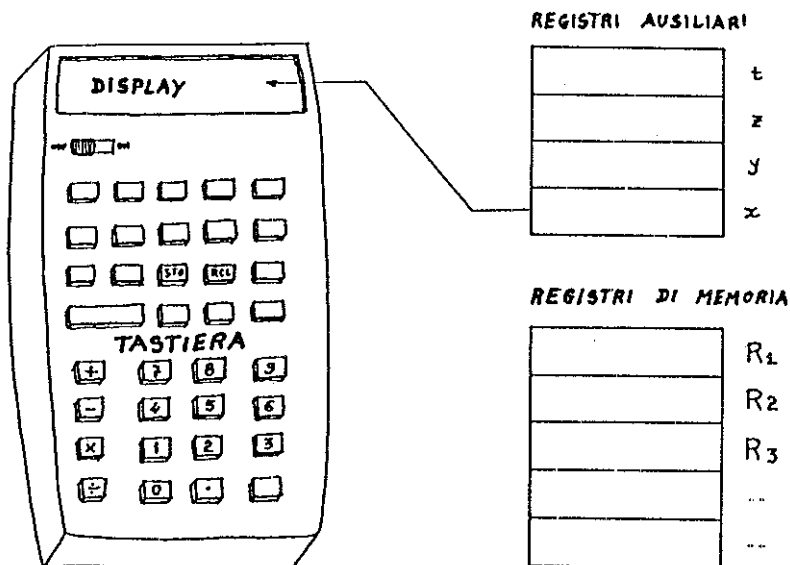 REGISTRI AUSILIARI
DISPLAY
t
z
y
x
STO RCL
REGISTRI DI MEMORIA
TASTIERA
+ 7 8 9
- 4 5 6
× 1 2 3
÷ 0 ·
R1
R2
R3
...
...